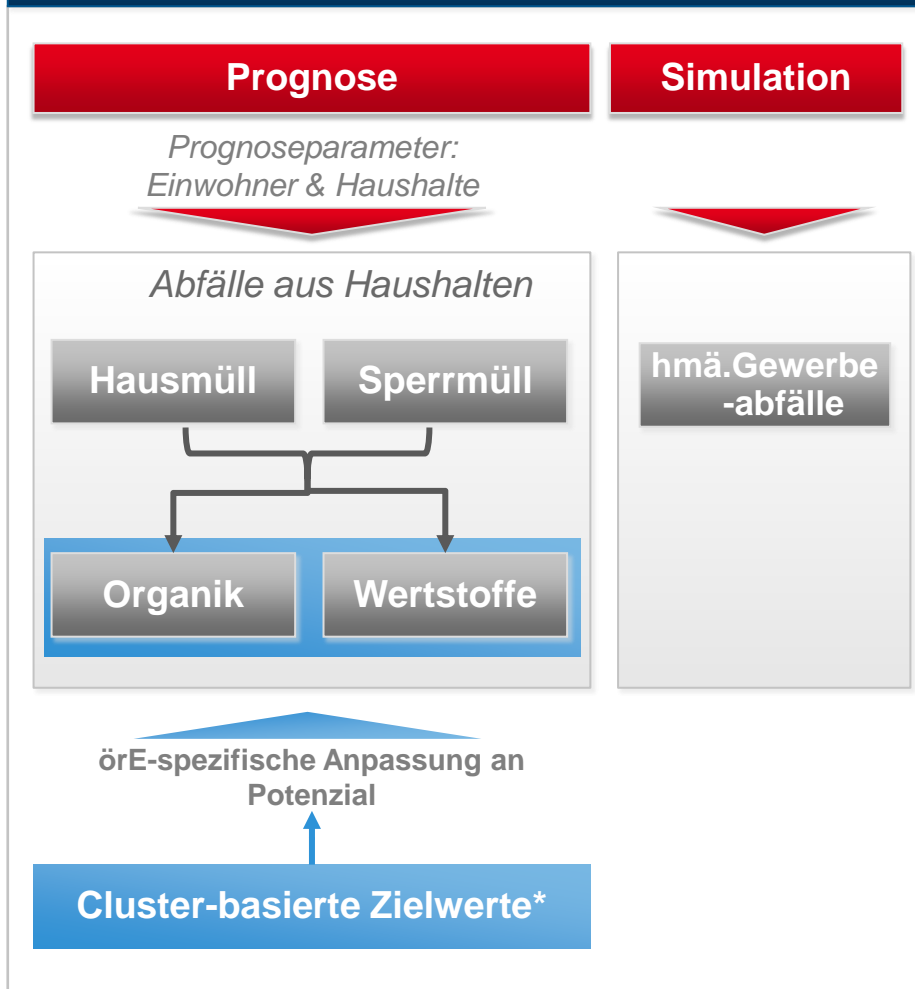 Prognose
Simulation
Prognoseparameter:
Einwohner & Haushalte
Abfälle aus Haushalten
Hausmüll
Sperrmüll
hmä.Gewerbe
-abfälle
Organik
Wertstoffe
örE-spezifische Anpassung an
Potenzial
Cluster-basierte Zielwerte*